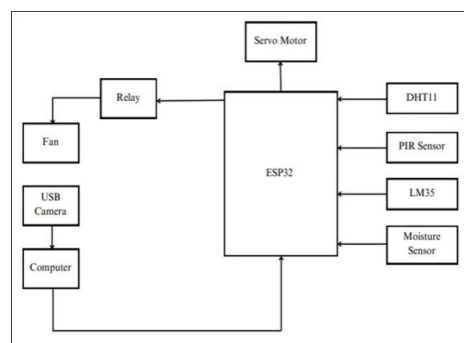 Servo Motor
Relay
DHT11
Fan
PIR Sensor
ESP32
USB
Camera
LM35
Computer
Moisture
Sensor